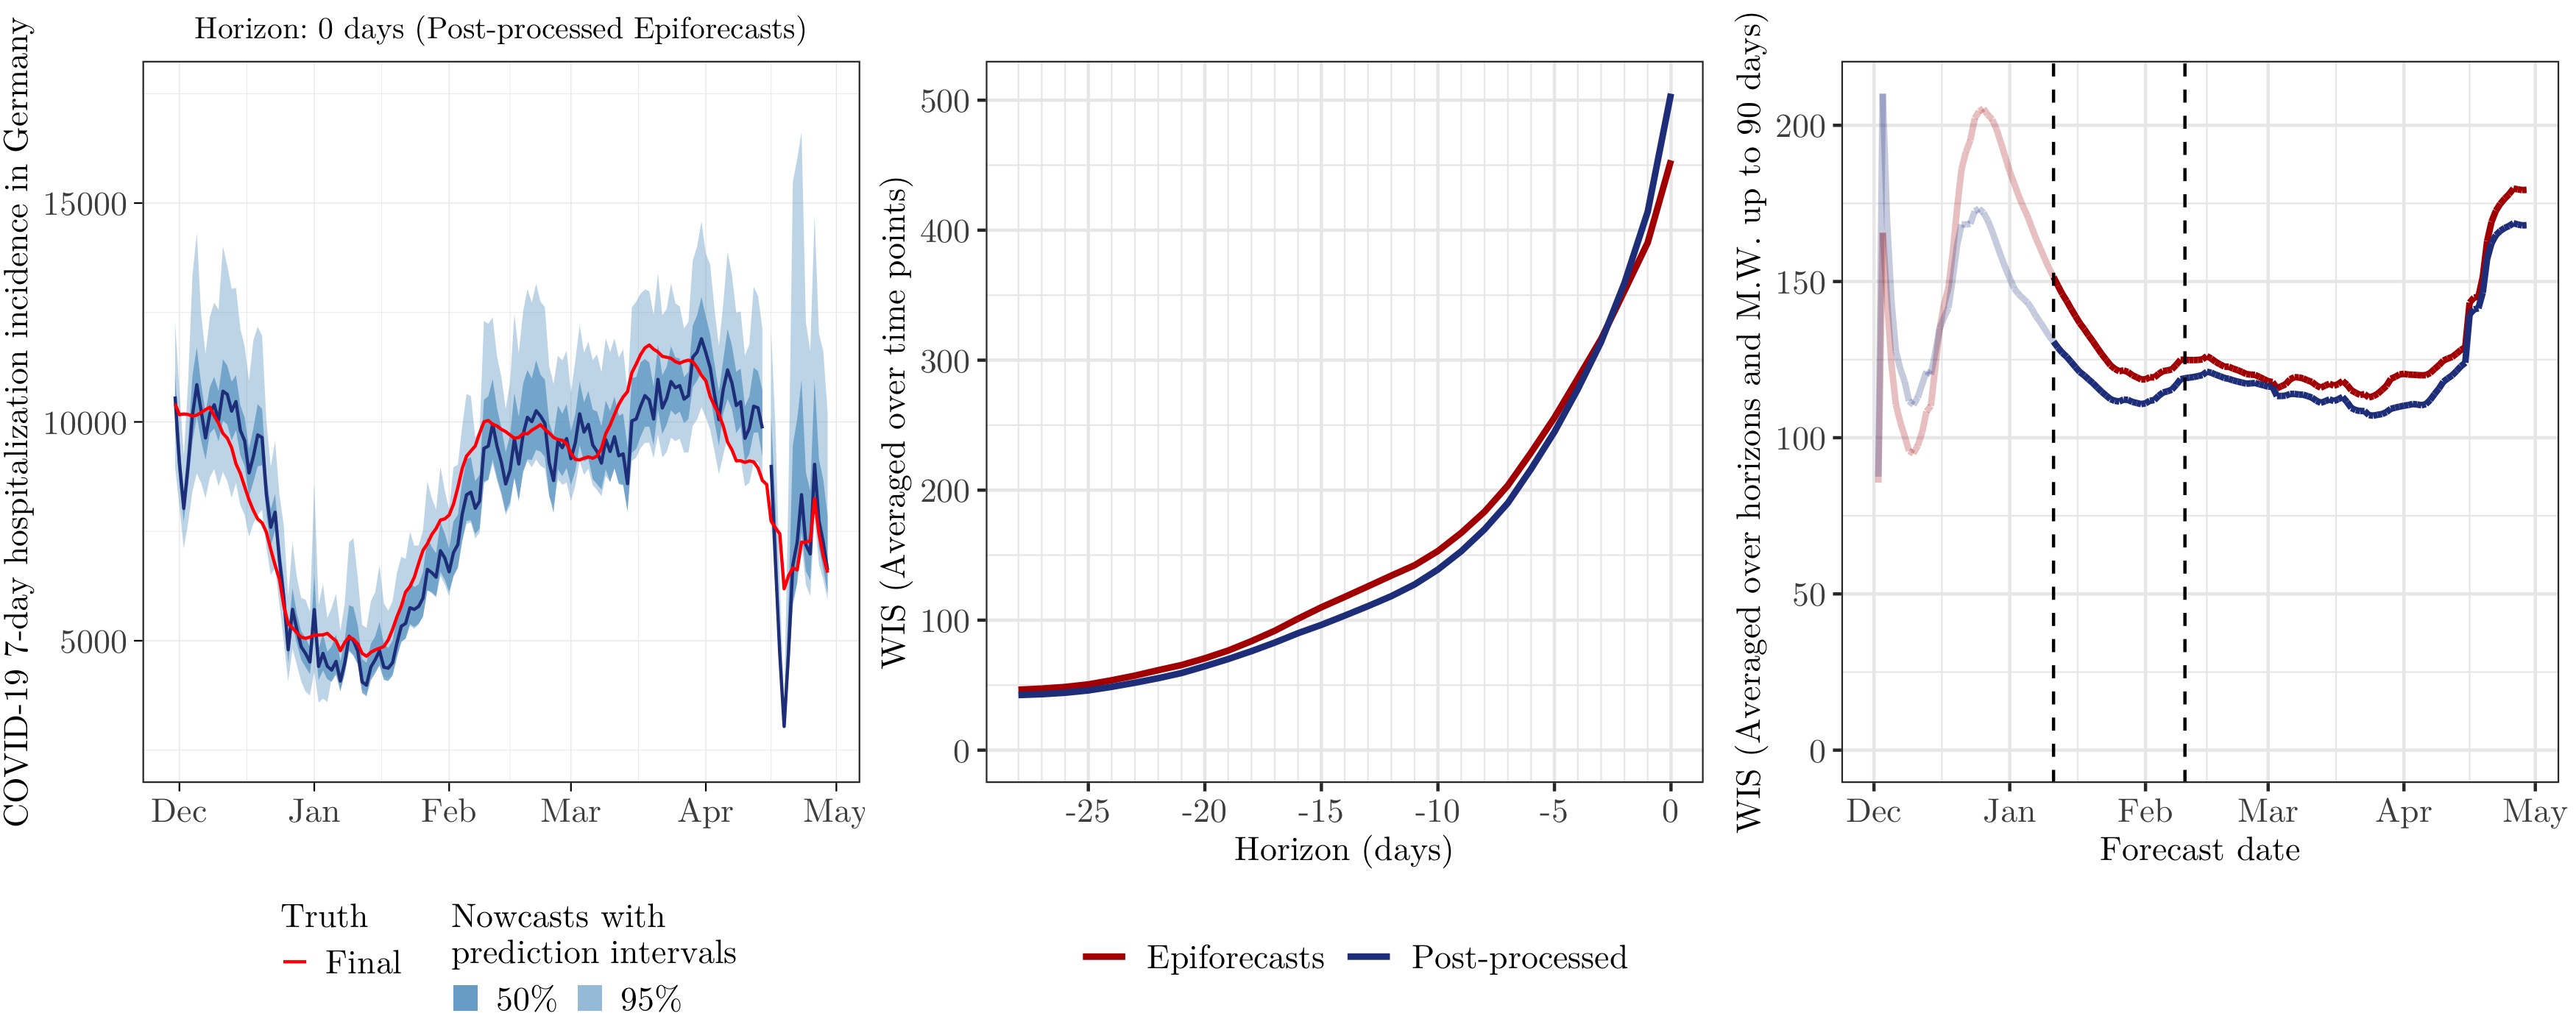 Horizon: 0 days (Post-processed Epiforecasts)
COVID-19 7-day hospitalization incidence in Germany
15000
10000
5000
Dec Jan Feb Mar Apr May
Truth
Final
Nowcasts with
prediction intervals
50% 95%
WIS (Averaged over time points)
500
400
300
200
100
0
-25 -20 -15 -10 -5 0
Horizon (days)
Epiforecasts Post-processed
WIS (Averaged over horizons and M.W. up to 90 days)
200
150
100
50
0
Dec Jan Feb Mar Apr May
Forecast date